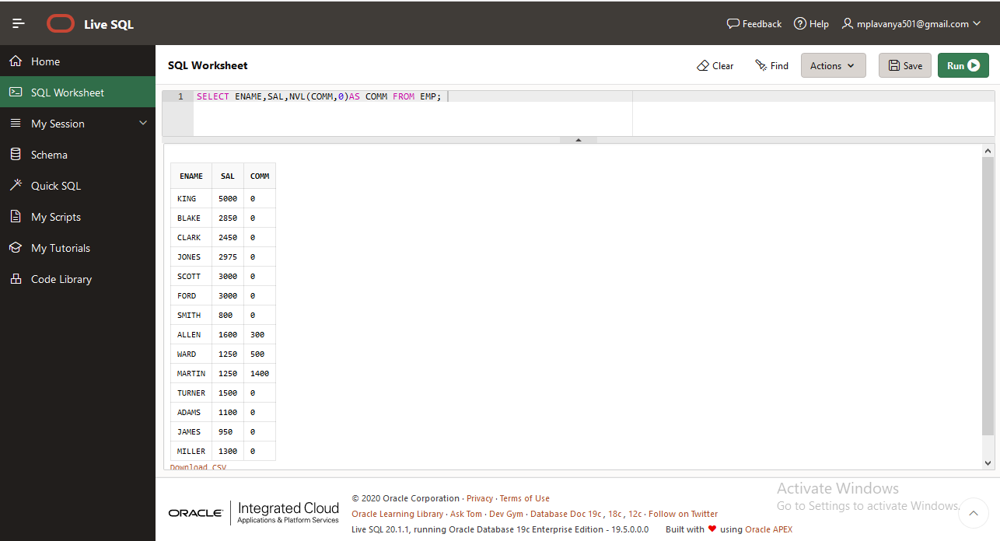 Live SQL
Feedback Help mplavanya501@gmail.com
Home
SQL Worksheet
My Session
Schema
Quick SQL
My Scripts
My Tutorials
Code Library
SQL Worksheet
Clear Find Actions Save Run
1 SELECT ENAME,SAL,NVL(COMM,0)AS COMM FROM EMP;
ENAME SAL COMM
KING 5000 0
BLAKE 2850 0
CLARK 2450 0
JONES 2975 0
SCOTT 3000 0
FORD 3000 0
SMITH 800 0
ALLEN 1600 300
WARD 1250 500
MARTIN 1250 1400
TURNER 1500 0
ADAMS 1100 0
JAMES 950 0
MILLER 1300 0
Download CSV
ORACLE Integrated Cloud
Applications & Platform Services
© 2020 Oracle Corporation · Privacy · Terms of Use
Oracle Learning Library · Ask Tom · Dev Gym · Database Doc 19c, 18c, 12c · Follow on Twitter
Live SQL 20.1.1, running Oracle Database 19c Enterprise Edition - 19.5.0.0.0 Built with ❤ using Oracle APEX
Activate Windows
Go to Settings to activate Windows.